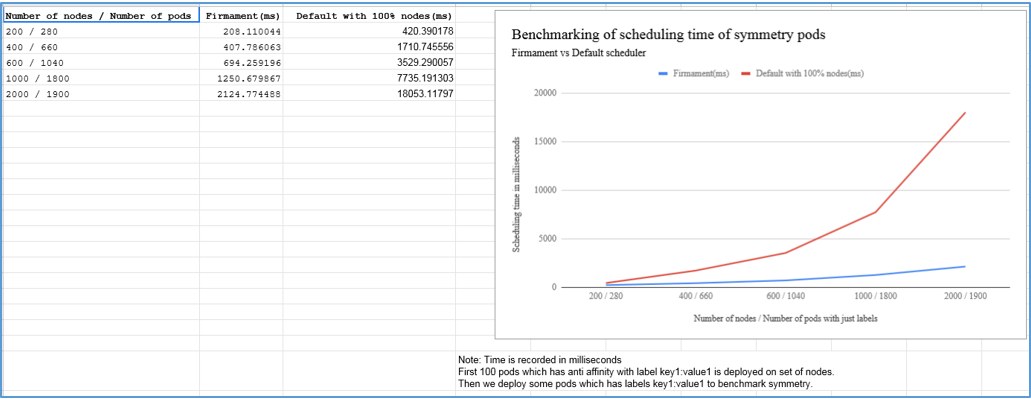 Number of nodes / Number of pods Firmament(ms) Default with 100% nodes(ms)
200 / 280 208.110044 420.390178
400 / 660 407.786063 1710.745556
600 / 1040 694.259196 3529.290057
1000 / 1800 1250.679867 7735.191303
2000 / 1900 2124.774488 18053.11797
Benchmarking of scheduling time of symmetry pods
Firmament vs Default scheduler
Firmament(ms) Default with 100% nodes(ms)
Scheduling time in milliseconds
20000
15000
10000
5000
0
200 / 280 400 / 660 600 / 1040 1000 / 1800 2000 / 1900
Number of nodes / Number of pods with just labels
Note: Time is recorded in milliseconds
First 100 pods which has anti affinity with label key1:value1 is deployed on set of nodes.
Then we deploy some pods which has labels key1:value1 to benchmark symmetry.